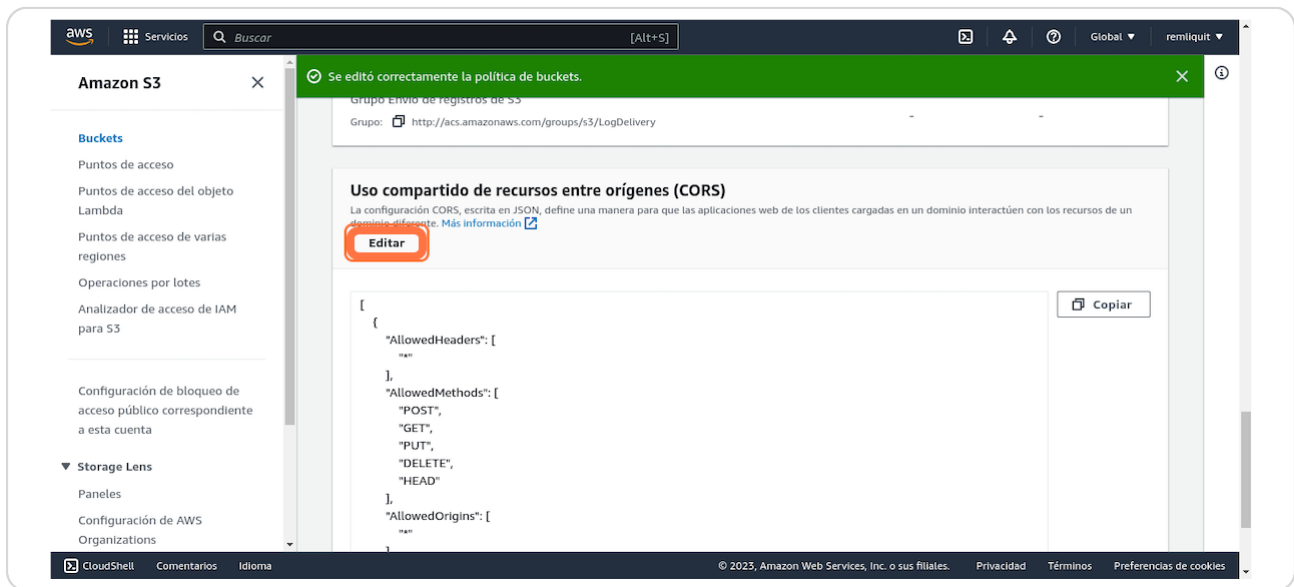 aws
Servicios
Buscar
[Alt+S]
Global
remliquit
Amazon S3
Se editó correctamente la política de buckets.
Buckets
Puntos de acceso
Puntos de acceso del objeto
Lambda
Puntos de acceso de varias
regiones
Operaciones por lotes
Analizador de acceso de IAM
para S3
Configuración de bloqueo de
acceso público correspondiente
a esta cuenta
Storage Lens
Paneles
Configuración de AWS
Organizations
Grupo Envío de registros de S3
Grupo: http://acs.amazonaws.com/groups/s3/LogDelivery
- -
Uso compartido de recursos entre orígenes (CORS)
La configuración CORS, escrita en JSON, define una manera para que las aplicaciones web de los clientes cargadas en un dominio interactúen con los recursos de un
dominio diferente. Más información
Editar
Copiar
[
{
"AllowedHeaders": [
"*"
],
"AllowedMethods": [
"POST",
"GET",
"PUT",
"DELETE",
"HEAD"
],
"AllowedOrigins": [
"*"
]
CloudShell Comentarios Idioma
© 2023, Amazon Web Services, Inc. o sus filiales. Privacidad Términos Preferencias de cookies